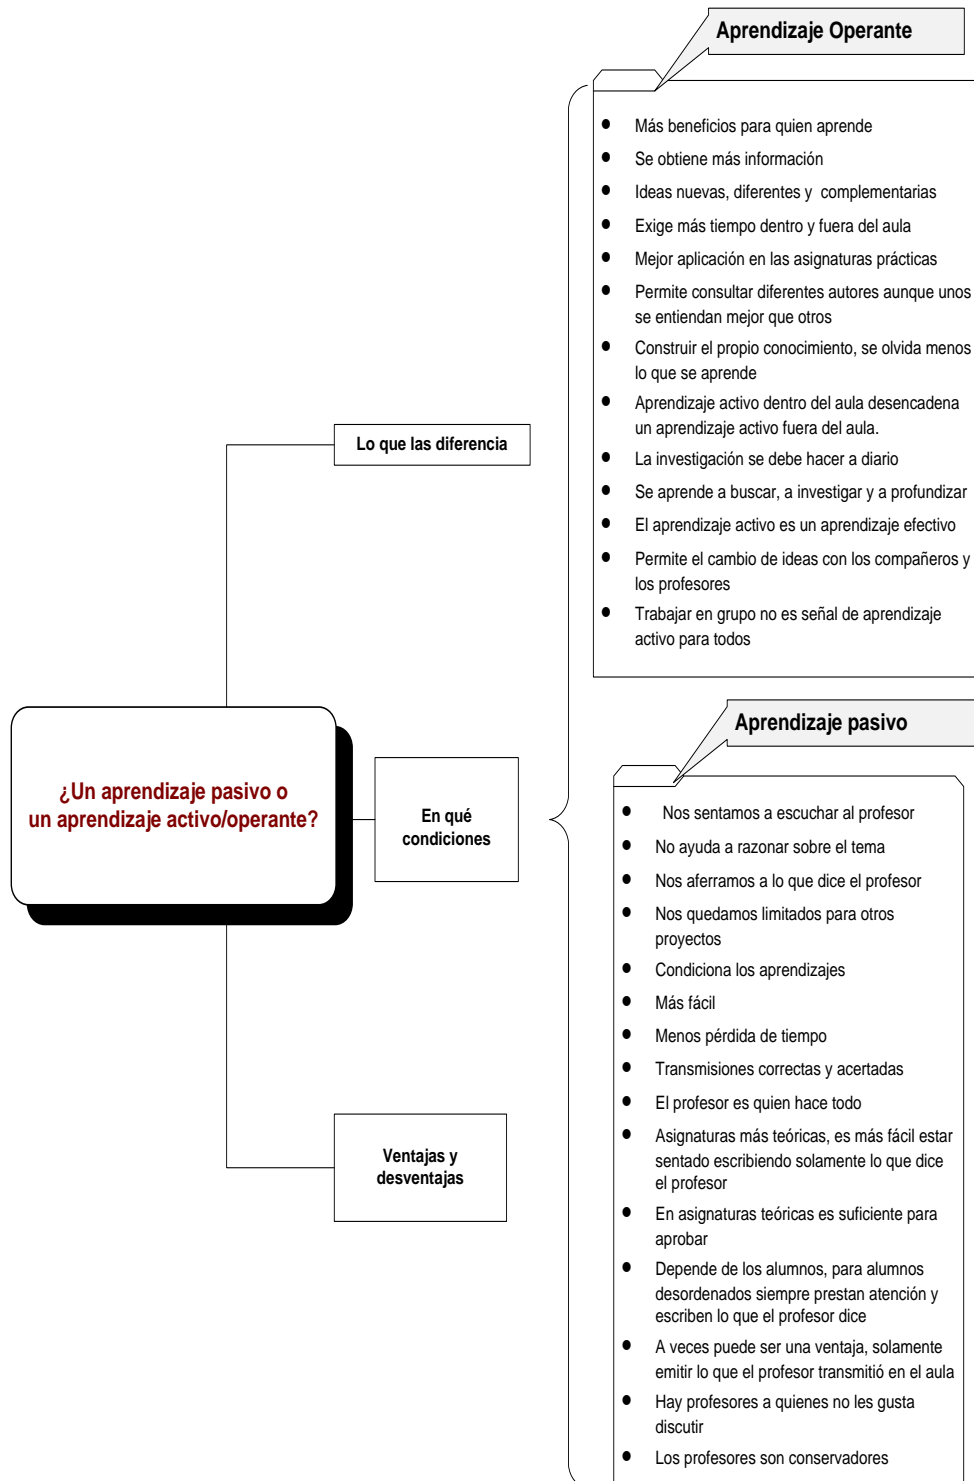 Aprendizaje Operante
Más beneficios para quien aprende
Se obtiene más información
Ideas nuevas, diferentes y complementarias
Exige más tiempo dentro y fuera del aula
Mejor aplicación en las asignaturas prácticas
Permite consultar diferentes autores aunque unos
se entiendan mejor que otros
Construir el propio conocimiento, se olvida menos
lo que se aprende
Aprendizaje activo dentro del aula desencadena
un aprendizaje activo fuera del aula.
La investigación se debe hacer a diario
Se aprende a buscar, a investigar y a profundizar
El aprendizaje activo es un aprendizaje efectivo
Permite el cambio de ideas con los compañeros y
los profesores
Trabajar en grupo no es señal de aprendizaje
activo para todos
Lo que las diferencia
¿Un aprendizaje pasivo o
un aprendizaje activo/operante?
En qué
condiciones
Ventajas y
desventajas
Aprendizaje pasivo
Nos sentamos a escuchar al profesor
No ayuda a razonar sobre el tema
Nos aferramos a lo que dice el profesor
Nos quedamos limitados para otros
proyectos
Condiciona los aprendizajes
Más fácil
Menos pérdida de tiempo
Transmisiones correctas y acertadas
El profesor es quien hace todo
Asignaturas más teóricas, es más fácil estar
sentado escribiendo solamente lo que dice
el profesor
En asignaturas teóricas es suficiente para
aprobar
Depende de los alumnos, para alumnos
desordenados siempre prestan atención y
escriben lo que el profesor dice
A veces puede ser una ventaja, solamente
emitir lo que el profesor transmitió en el aula
Hay profesores a quienes no les gusta
discutir
Los profesores son conservadores